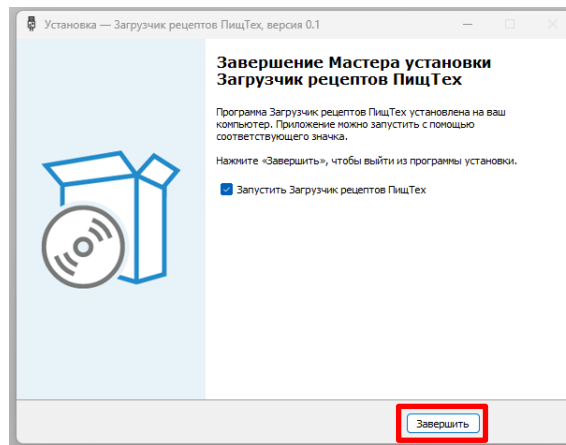 Установка — Загрузчик рецептов ПищТех, версия 0.1
Завершение Мастера установки
Загрузчик рецептов ПищТех
Программа Загрузчик рецептов ПищТех установлена на ваш
компьютер. Приложение можно запустить с помощью
соответствующего значка.
Нажмите «Завершить», чтобы выйти из программы установки.
Запустить Загрузчик рецептов ПищТех
Завершить